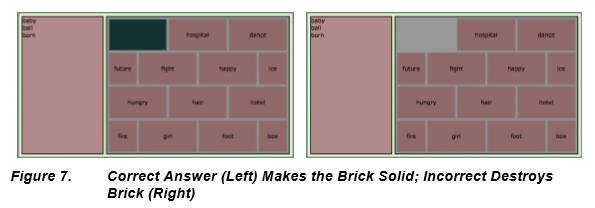 baby
ball
born
hospital dance
future fight happy ice
hungry hair hotel
fire girl foot box
baby
ball
born
hospital dance
future fight happy ice
hungry hair hotel
fire girl foot box
Figure 7. Correct Answer (Left) Makes the Brick Solid; Incorrect Destroys
Brick (Right)